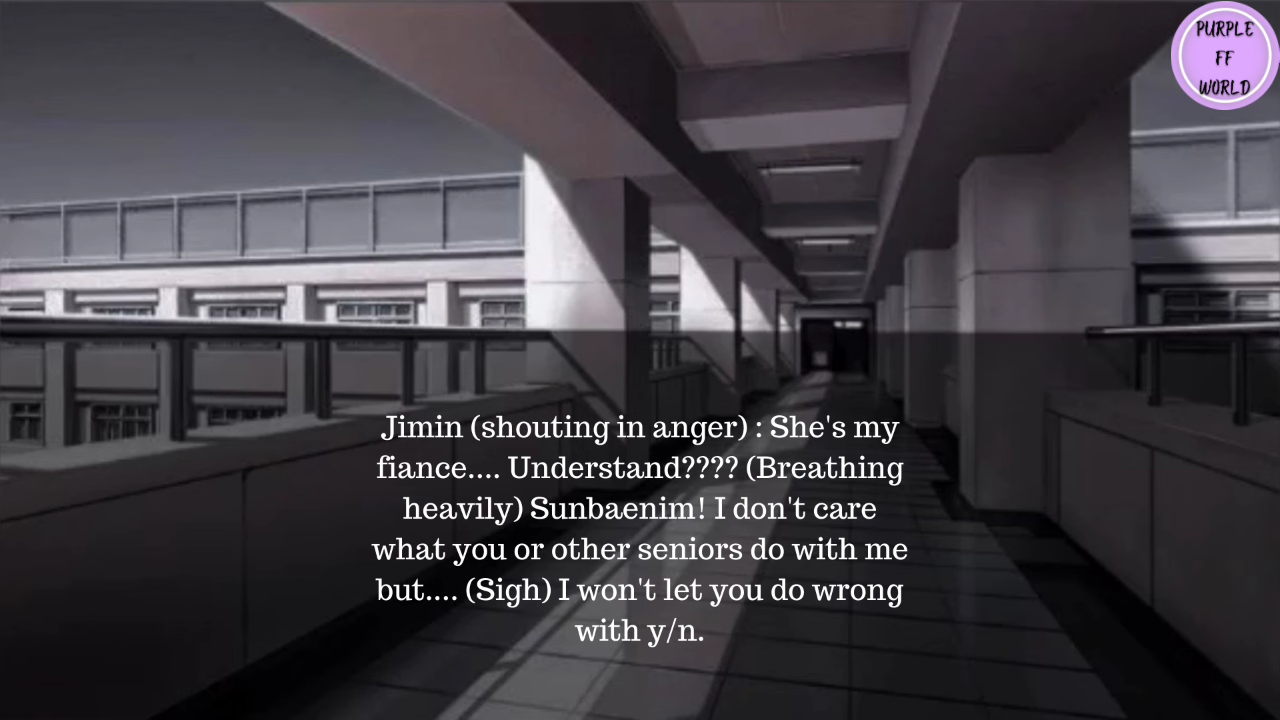 PURPLE
FF
WORLD
Jimin (shouting in anger) : She's my
fiance.... Understand???? (Breathing
heavily) Sunbaenim! I don't care
what you or other seniors do with me
but.... (Sigh) I won't let you do wrong
with y/n.